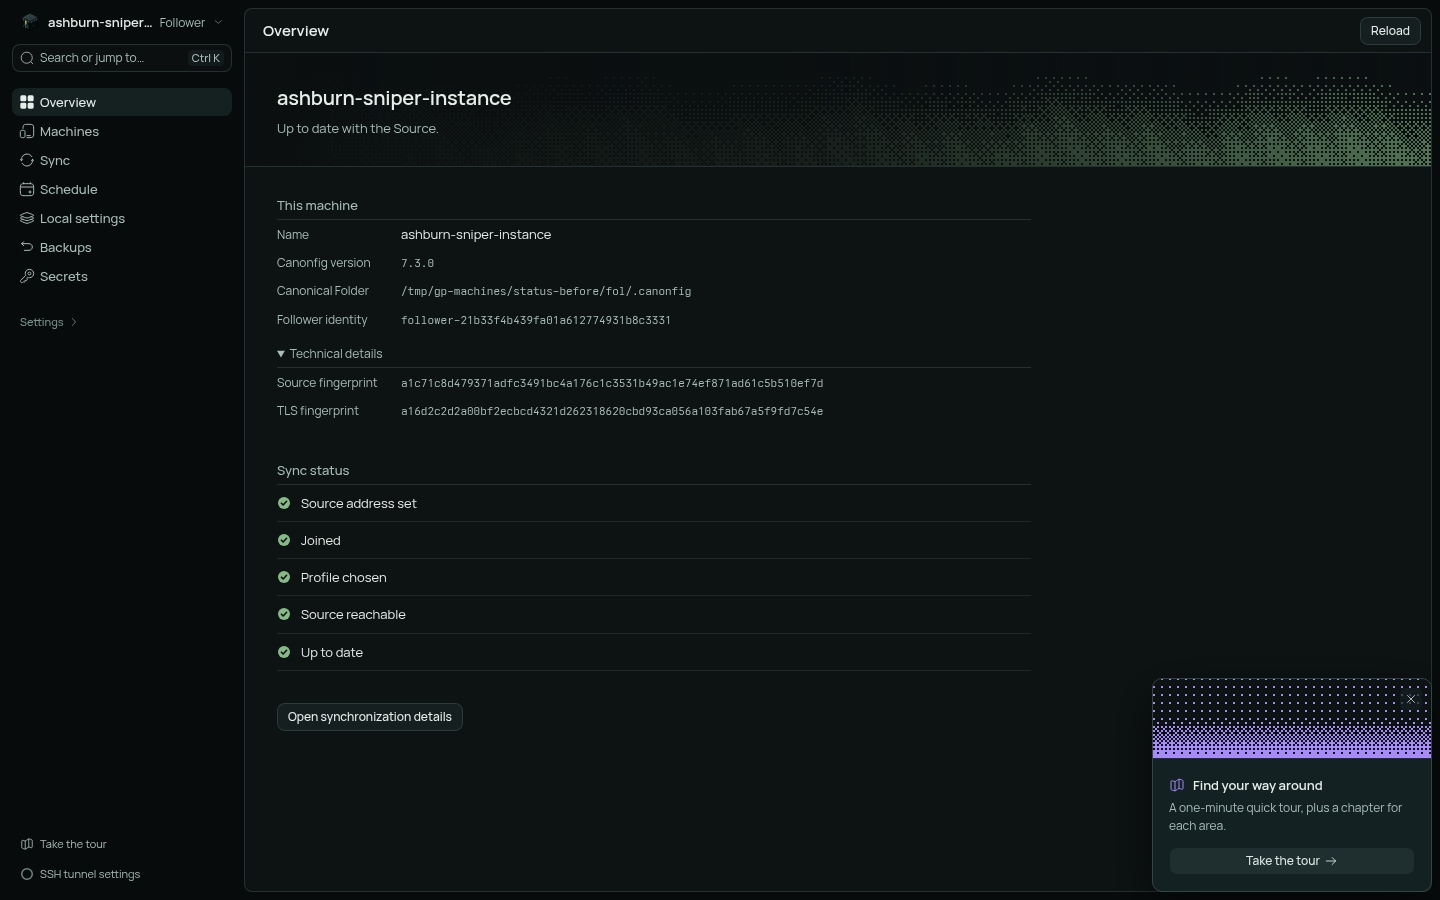 ashburn-sniper... Follower
Search or jump to... Ctrl K
Overview
Machines
Sync
Schedule
Local settings
Backups
Secrets
Settings
Take the tour
SSH tunnel settings
Overview
Reload
ashburn-sniper-instance
Up to date with the Source.
This machine
Name ashburn-sniper-instance
Canonfig version 7.3.0
Canonical Folder /tmp/gp-machines/status-before/fol/.canonfig
Follower identity follower-21b33f4b439fa01a612774931b8c3331
Technical details
Source fingerprint a1c71c8d479371adfc3491bc4a176c1c3531b49ac1e74ef871ad61c5b510ef7d
TLS fingerprint a16d2c2d2a00bf2ecbcd4321d262318620cbd93ca056a103fab67a5f9fd7c54e
Sync status
Source address set
Joined
Profile chosen
Source reachable
Up to date
Open synchronization details
Find your way around
A one-minute quick tour, plus a chapter for
each area.
Take the tour